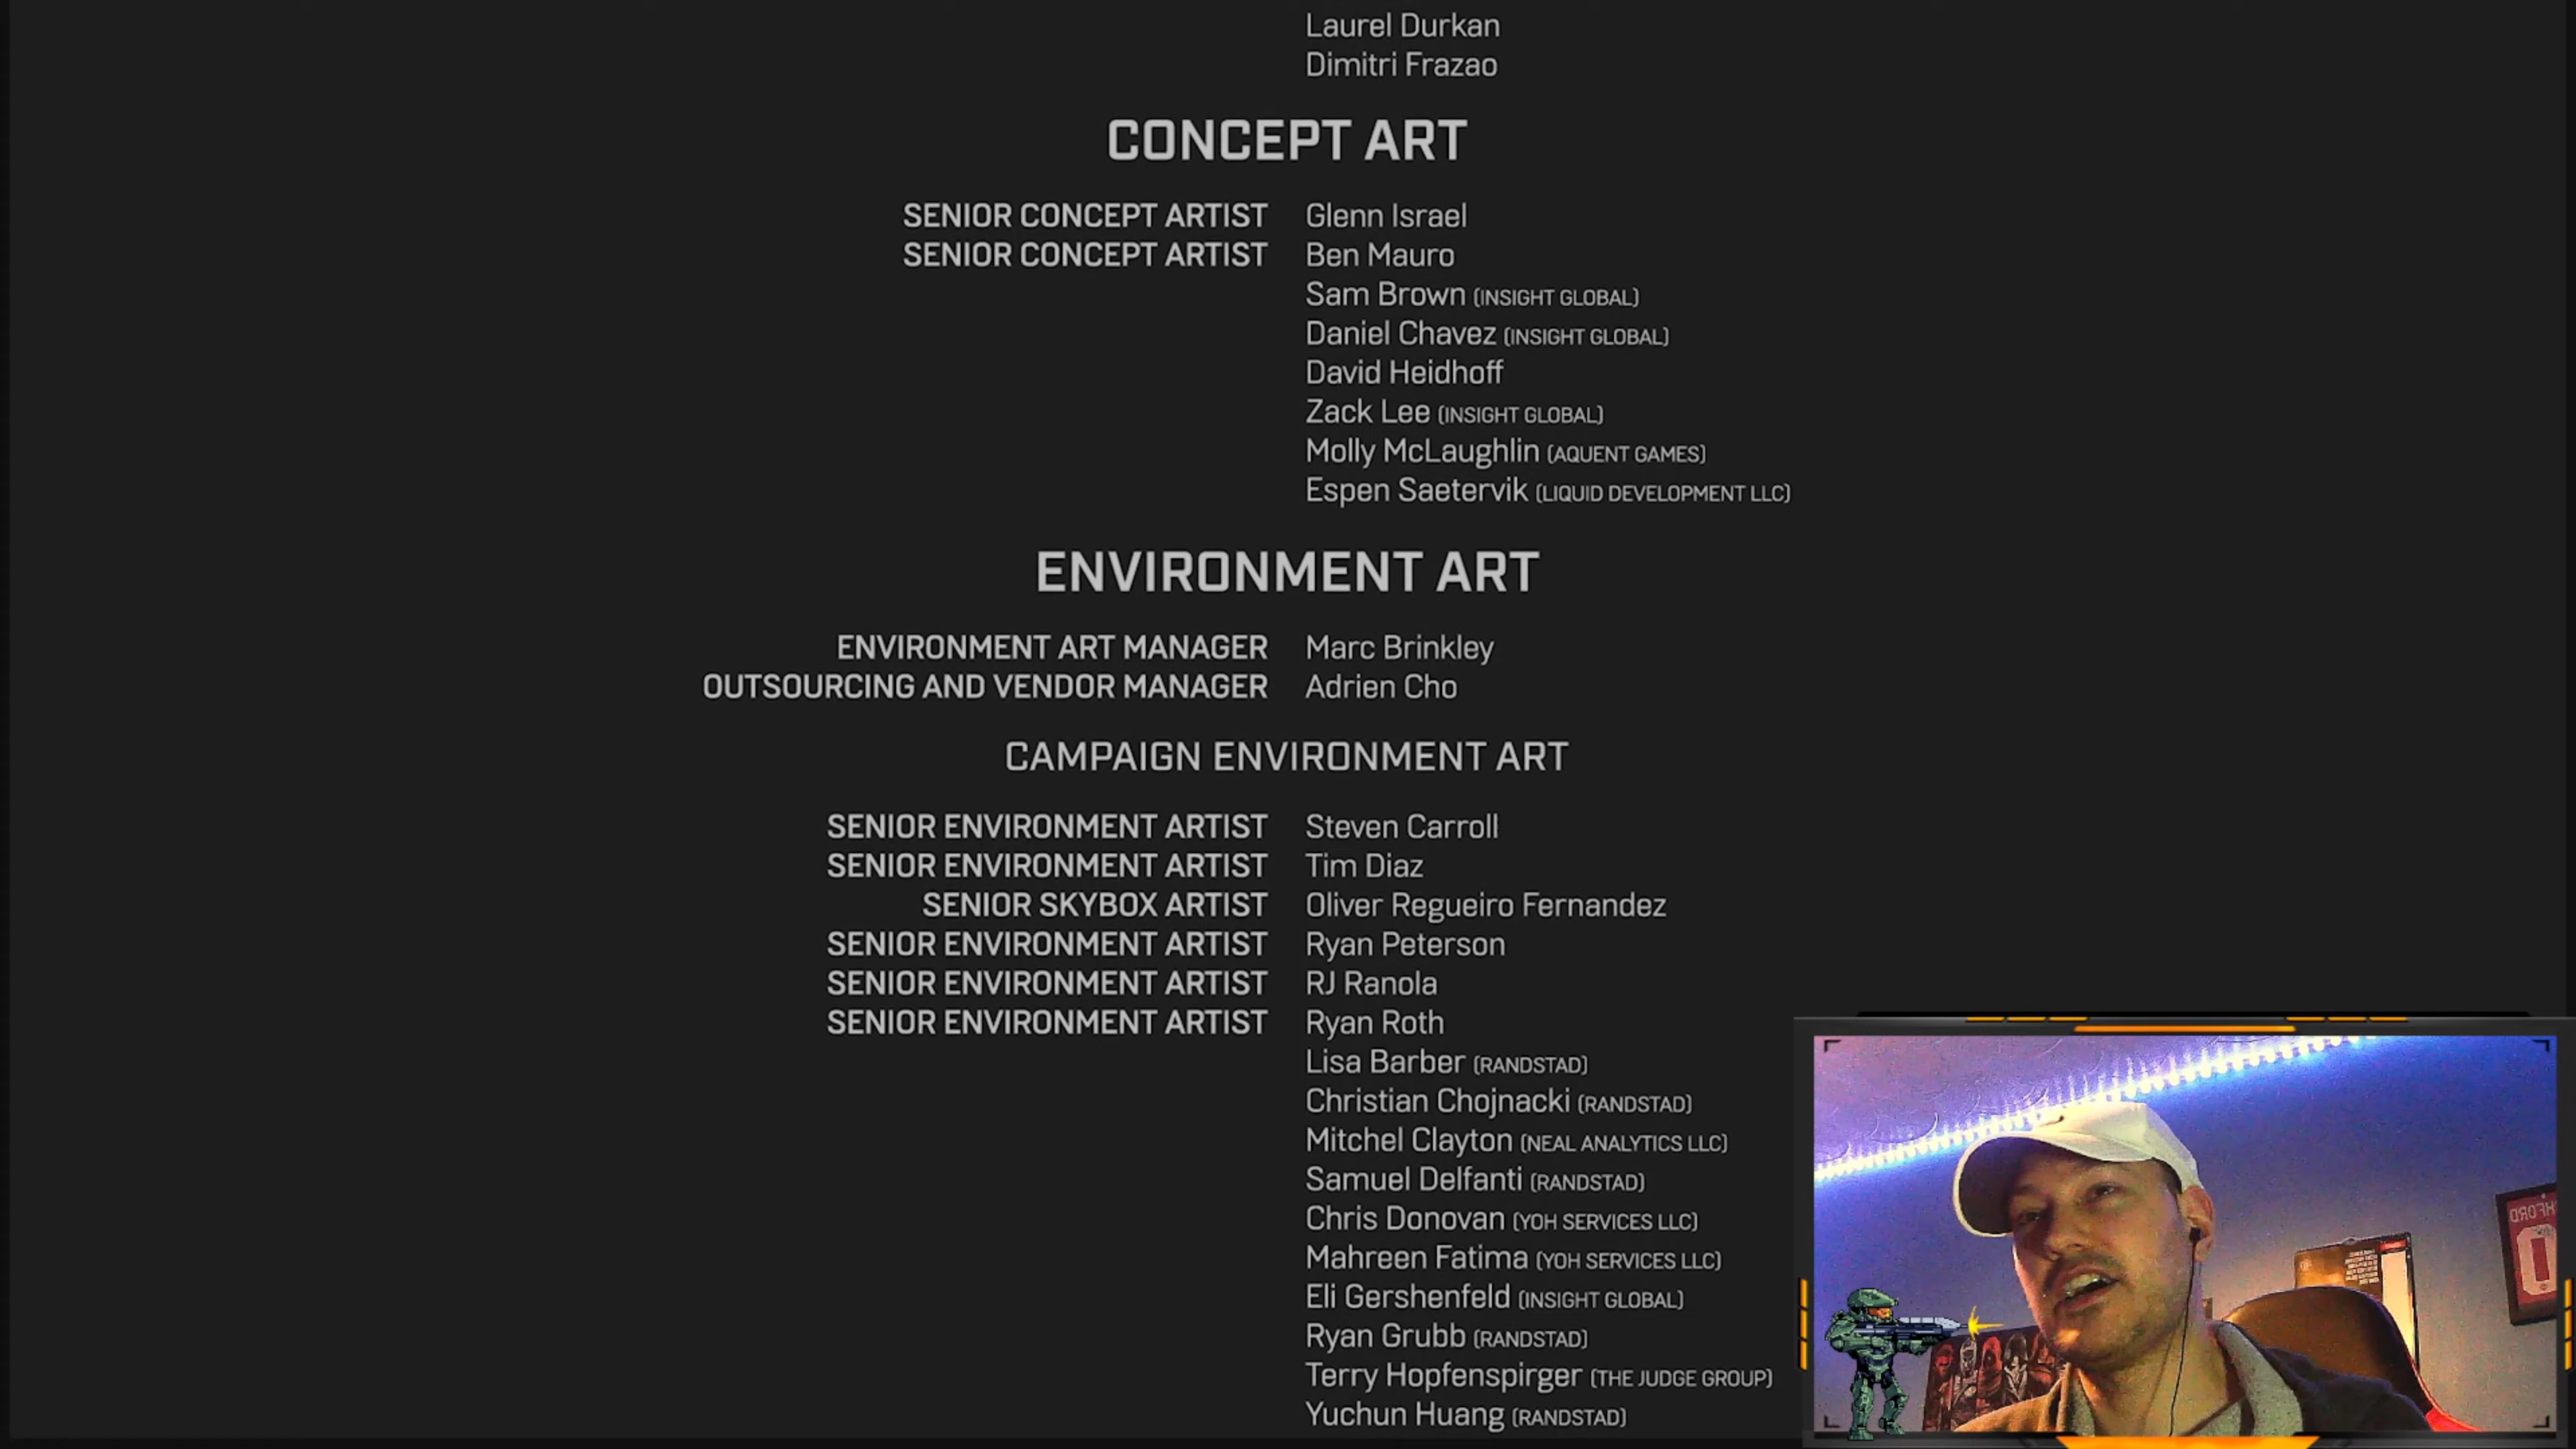 Laurel Durkan
Dimitri Frazao
CONCEPT ART
SENIOR CONCEPT ARTIST Glenn Israel
SENIOR CONCEPT ARTIST Ben Mauro
Sam Brown (INSIGHT GLOBAL)
Daniel Chavez (INSIGHT GLOBAL)
David Heidhoff
Zack Lee (INSIGHT GLOBAL)
Molly McLaughlin (AQUENT GAMES)
Espen Saetervik (LIQUID DEVELOPMENT LLC)
ENVIRONMENT ART
ENVIRONMENT ART MANAGER Marc Brinkley
OUTSOURCING AND VENDOR MANAGER Adrien Cho
CAMPAIGN ENVIRONMENT ART
SENIOR ENVIRONMENT ARTIST Steven Carroll
SENIOR ENVIRONMENT ARTIST Tim Diaz
SENIOR SKYBOX ARTIST Oliver Regueiro Fernandez
SENIOR ENVIRONMENT ARTIST Ryan Peterson
SENIOR ENVIRONMENT ARTIST RJ Ranola
SENIOR ENVIRONMENT ARTIST Ryan Roth
Lisa Barber (RANDSTAD)
Christian Chojnacki (RANDSTAD)
Mitchel Clayton (NEAL ANALYTICS LLC)
Samuel Delfanti (RANDSTAD)
Chris Donovan (YOH SERVICES LLC)
Mahreen Fatima (YOH SERVICES LLC)
Eli Gershenfeld (INSIGHT GLOBAL)
Ryan Grubb (RANDSTAD)
Terry Hopfenspirger (THE JUDGE GROUP)
Yuchun Huang (RANDSTAD)